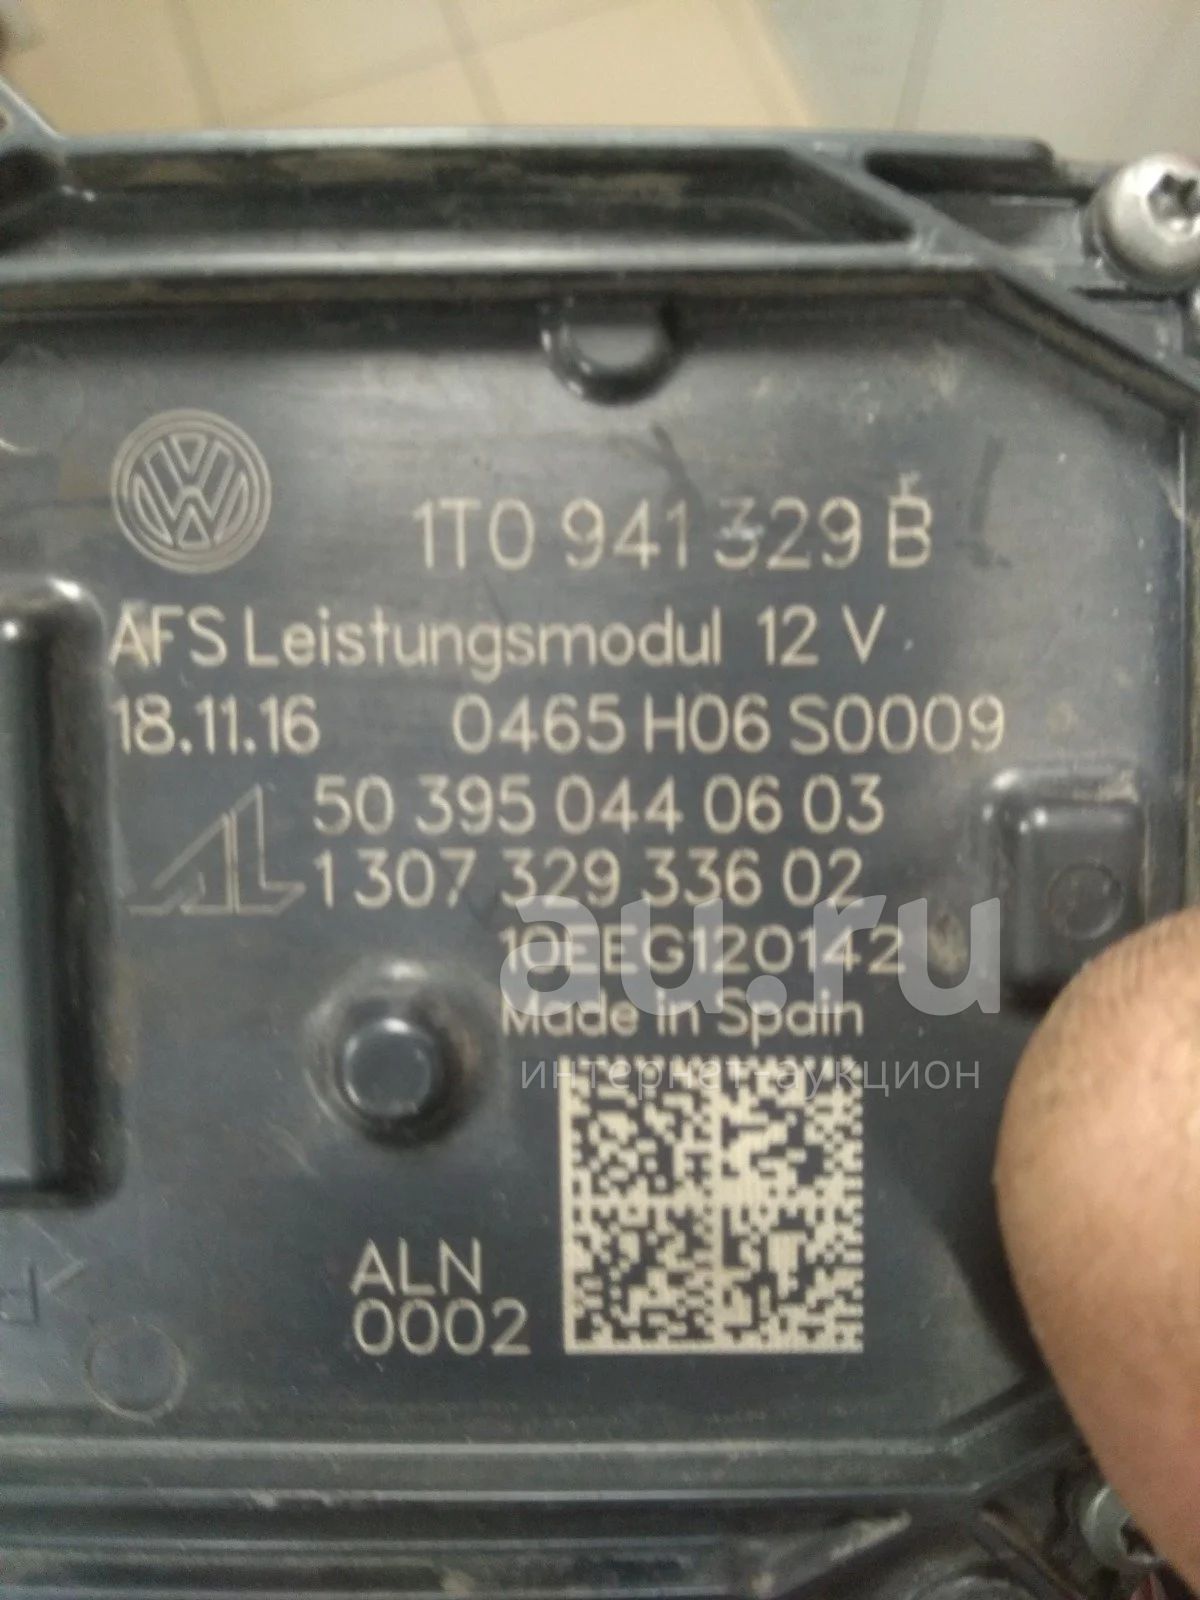 1T0 941 329 B
AFS Leistungsmodul 12 V
18.11.16 0465 H06 S0009
50 395 044 06 03
AL 1 307 329 336 02
10EEG120142
au.ru
Made in Spain
интернет-аукцион
ALN
0002